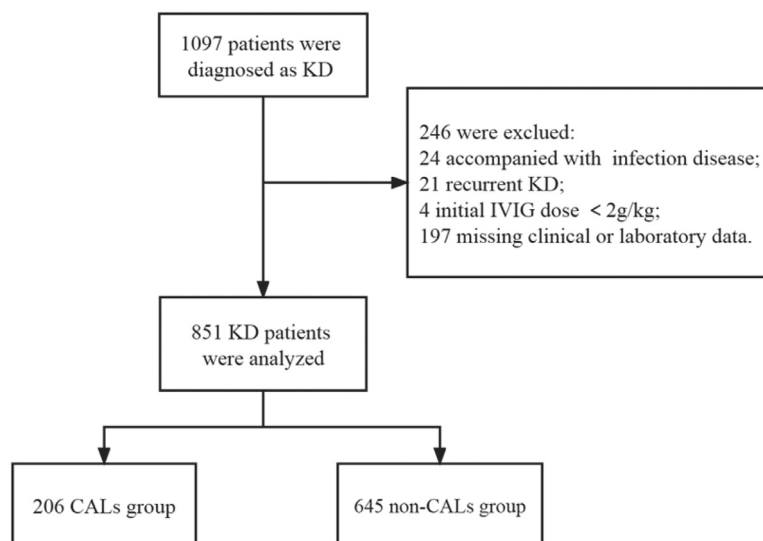 1097 patients were
diagnosed as KD
246 were exclued:
24 accompanied with infection disease;
21 recurrent KD;
4 initial IVIG dose < 2g/kg;
197 missing clinical or laboratory data.
851 KD patients
were analyzed
206 CALs group
645 non-CALs group